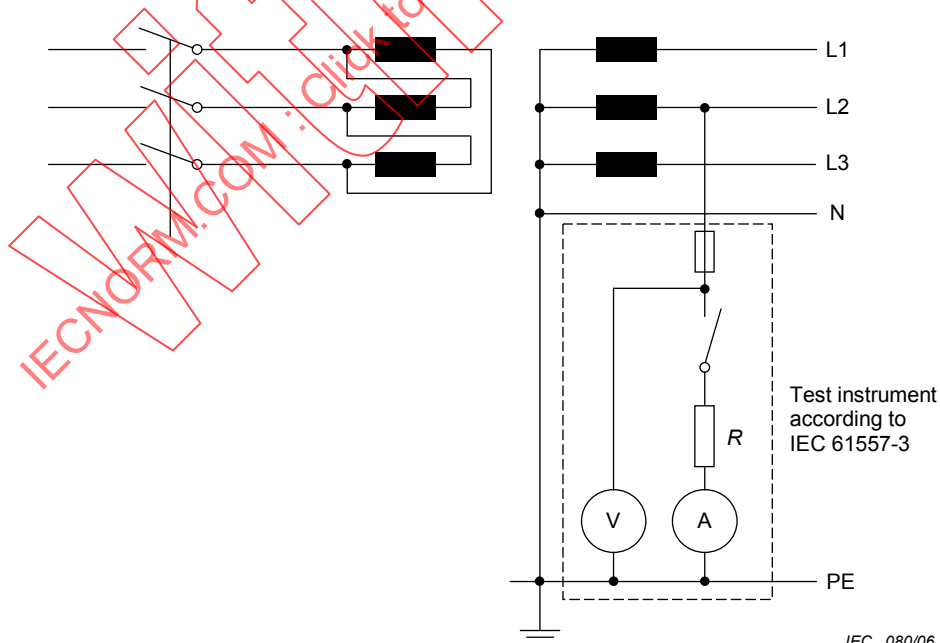 L1
L2
L3
N
Test instrument
according to
IEC 61557-3
R
V
A
PE
IEC 080/06
IECNORM.COM : Click to